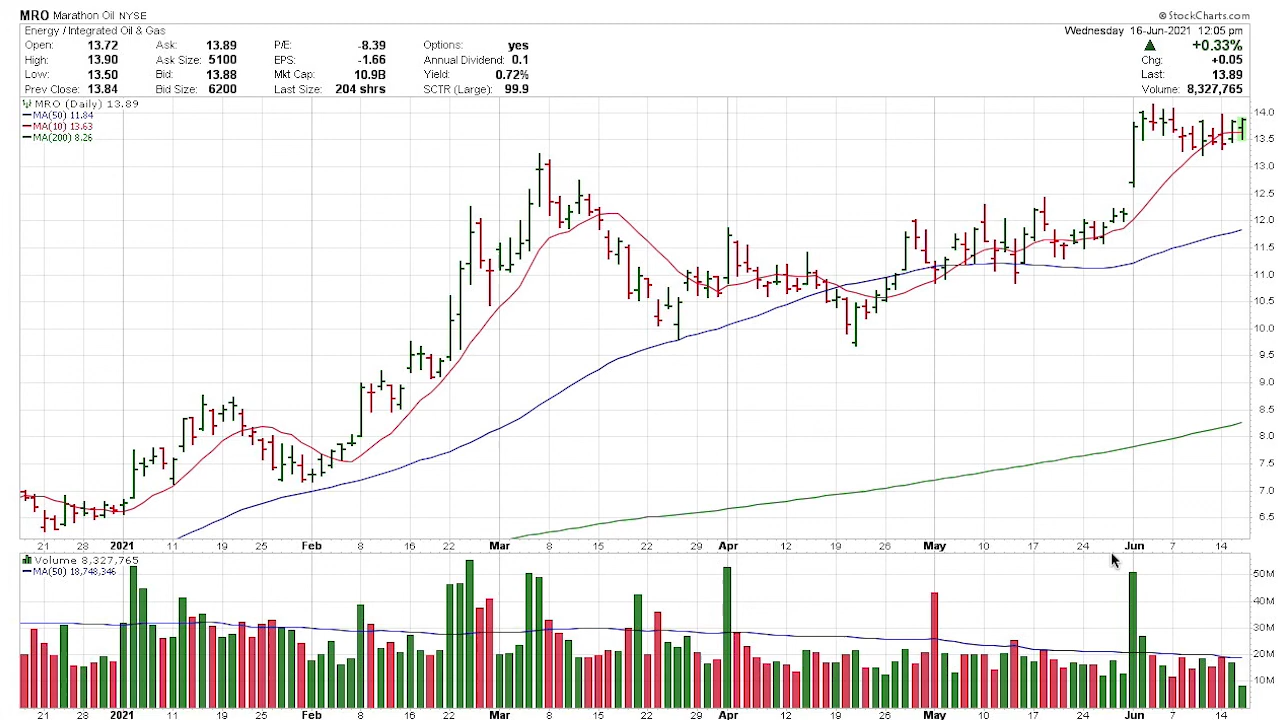 MRO Marathon Oil NYSE © StockCharts.com
Energy / Integrated Oil & Gas Wednesday 16-Jun-2021 12:05 pm
Open: 13.72 Ask: 13.89 P/E: -8.39 Options: yes +0.33%
High: 13.90 Ask Size: 5100 EPS: -1.66 Annual Dividend: 0.1 Chg: +0.05
Low: 13.50 Bid: 13.88 Mkt Cap: 10.9B Yield: 0.72% Last: 13.89
Prev Close: 13.84 Bid Size: 6200 Last Size: 204 shrs SCTR (Large): 99.9 Volume: 8,327,765
MRO (Daily) 13.89
MA(50) 11.84
MA(10) 13.63
MA(200) 8.26
14.0
13.5
13.0
12.5
12.0
11.5
11.0
10.5
10.0
9.5
9.0
8.5
8.0
7.5
7.0
6.5
21 28 2021 11 19 25 Feb 8 16 22 Mar 8 15 22 29 Apr 12 19 26 May 10 17 24 Jun 7 14
Volume 8,327,765
MA(50) 18,748,346
50M
40M
30M
20M
10M
21 28 2021 11 19 25 Feb 8 16 22 Mar 8 15 22 29 Apr 12 19 26 May 10 17 24 Jun 7 14